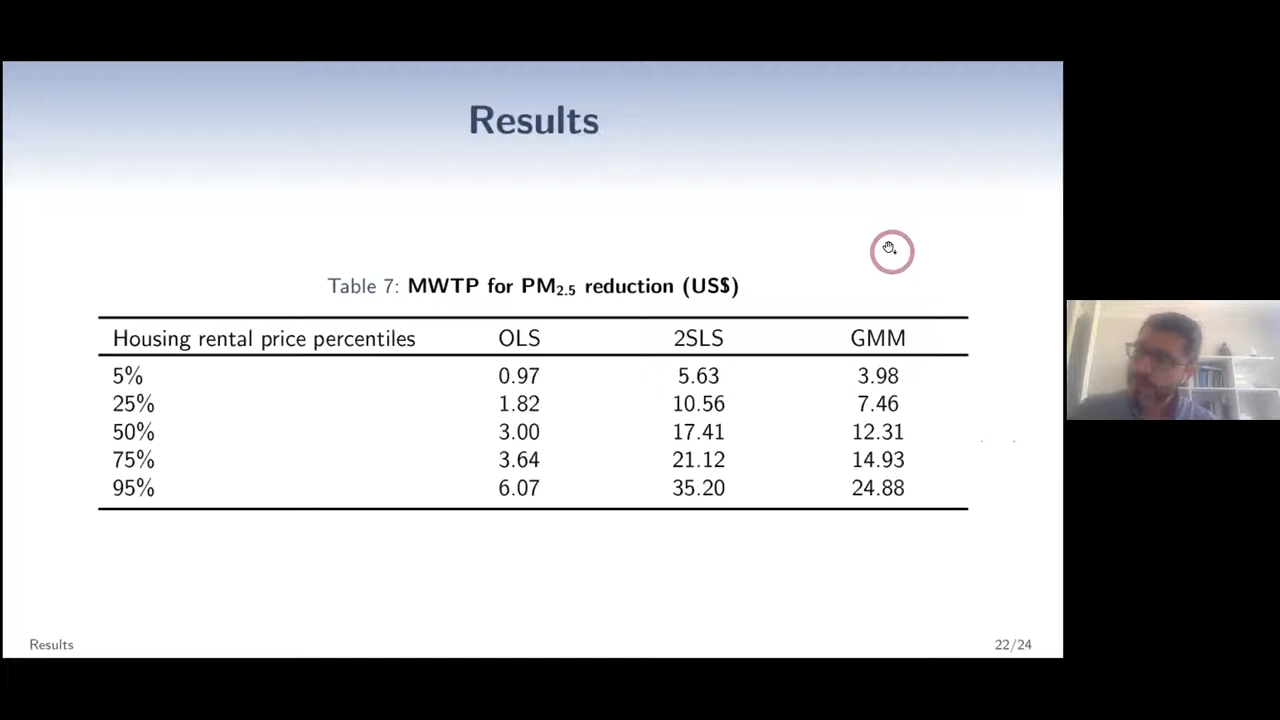 Results
Table 7: MWTP for PM2.5 reduction (US$)
Housing rental price percentiles OLS 2SLS GMM
5% 0.97 5.63 3.98
25% 1.82 10.56 7.46
50% 3.00 17.41 12.31
75% 3.64 21.12 14.93
95% 6.07 35.20 24.88
Results 22/24